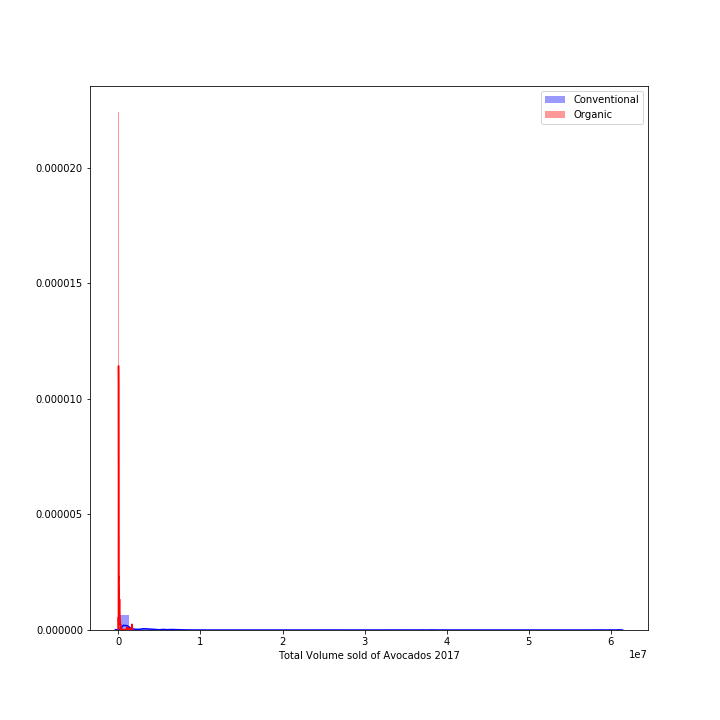 Conventional
Organic
0.000020
0.000015
0.000010
0.000005
0.000000
0 1 2 3 4 5 6
1e7
Total Volume sold of Avocados 2017